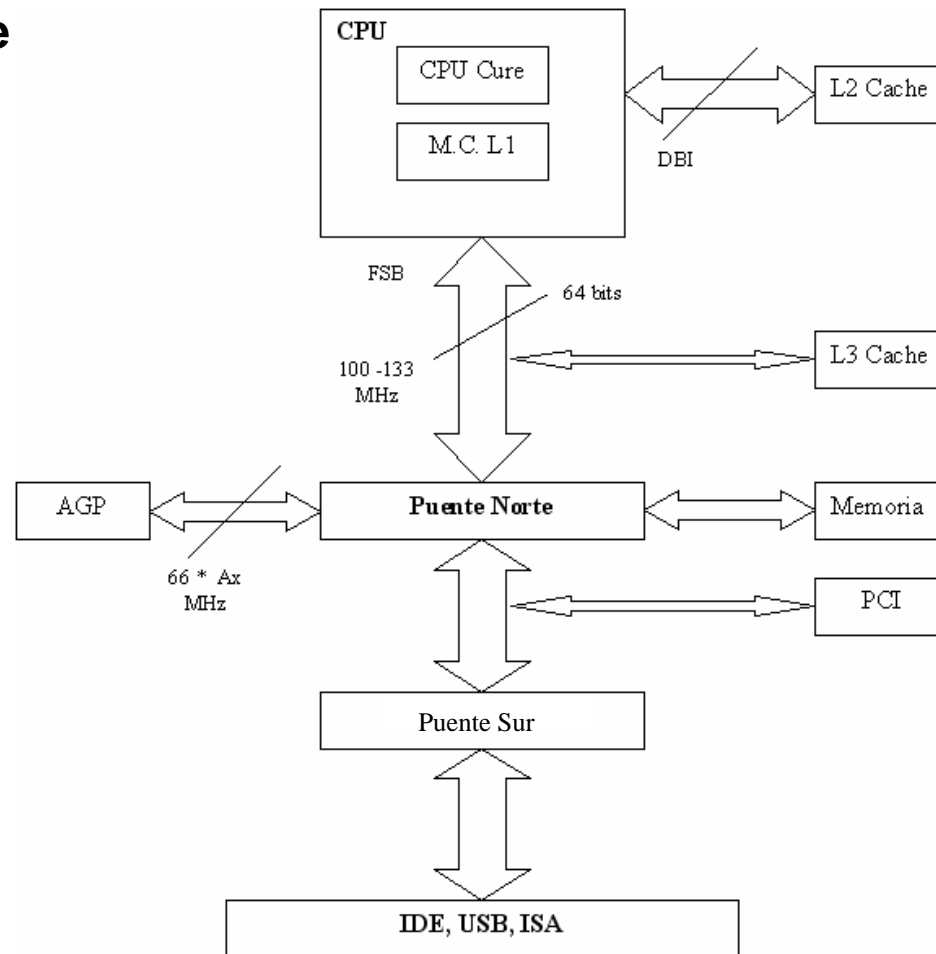 e
CPU
CPU Cure
M.C. L1
L2 Cache
DBI
FSB
64 bits
100 -133
MHz
L3 Cache
AGP
Puente Norte
Memoria
66 * Ax
MHz
PCI
Puente Sur
IDE, USB, ISA